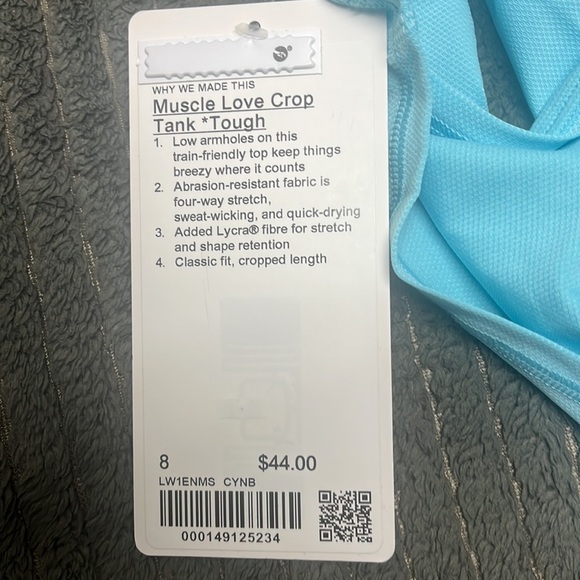 WHY WE MADE THIS
Muscle Love Crop
Tank *Tough
1. Low armholes on this
train-friendly top keep things
breezy where it counts
2. Abrasion-resistant fabric is
four-way stretch,
sweat-wicking, and quick-drying
3. Added Lycra® fibre for stretch
and shape retention
4. Classic fit, cropped length
8 $44.00
LW1ENMS CYNB
000149125234